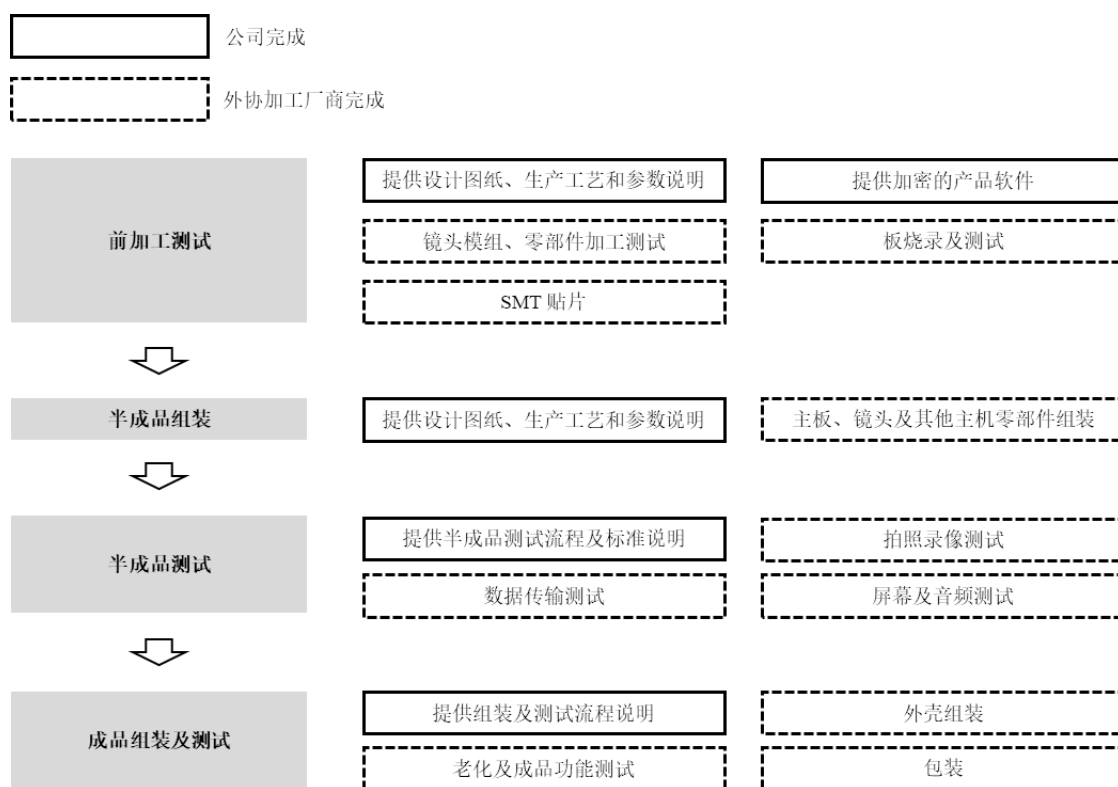 公司完成
外协加工厂商完成
前加工测试
提供设计图纸、生产工艺和参数说明
提供加密的产品软件
镜头模组、零部件加工测试
板烧录及测试
SMT 贴片
半成品组装
提供设计图纸、生产工艺和参数说明
主板、镜头及其他主机零部件组装
半成品测试
提供半成品测试流程及标准说明
拍照录像测试
数据传输测试
屏幕及音频测试
成品组装及测试
提供组装及测试流程说明
外壳组装
老化及成品功能测试
包装